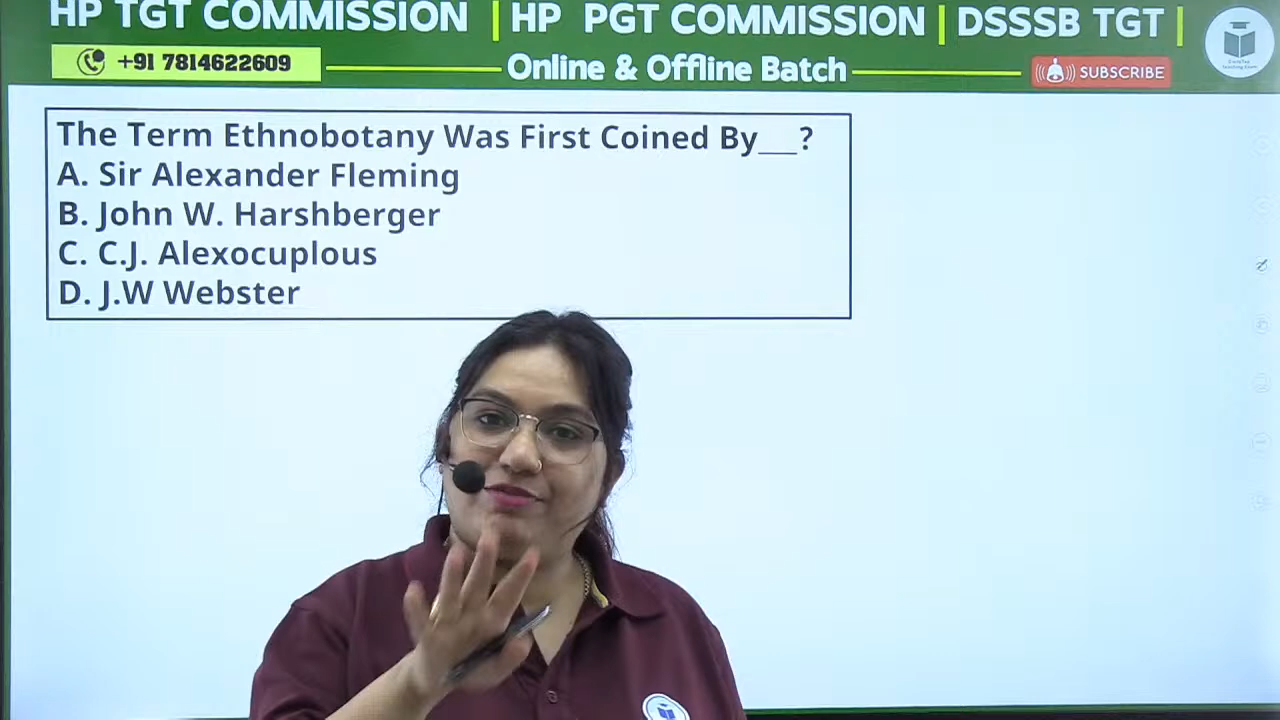 HP TGT COMMISSION | HP PGT COMMISSION | DSSSB TGT |
+91 7814622609
Online & Offline Batch
SUBSCRIBE
The Term Ethnobotany Was First Coined By___?
A. Sir Alexander Fleming
B. John W. Harshberger
C. C.J. Alexocuplous
D. J.W Webster